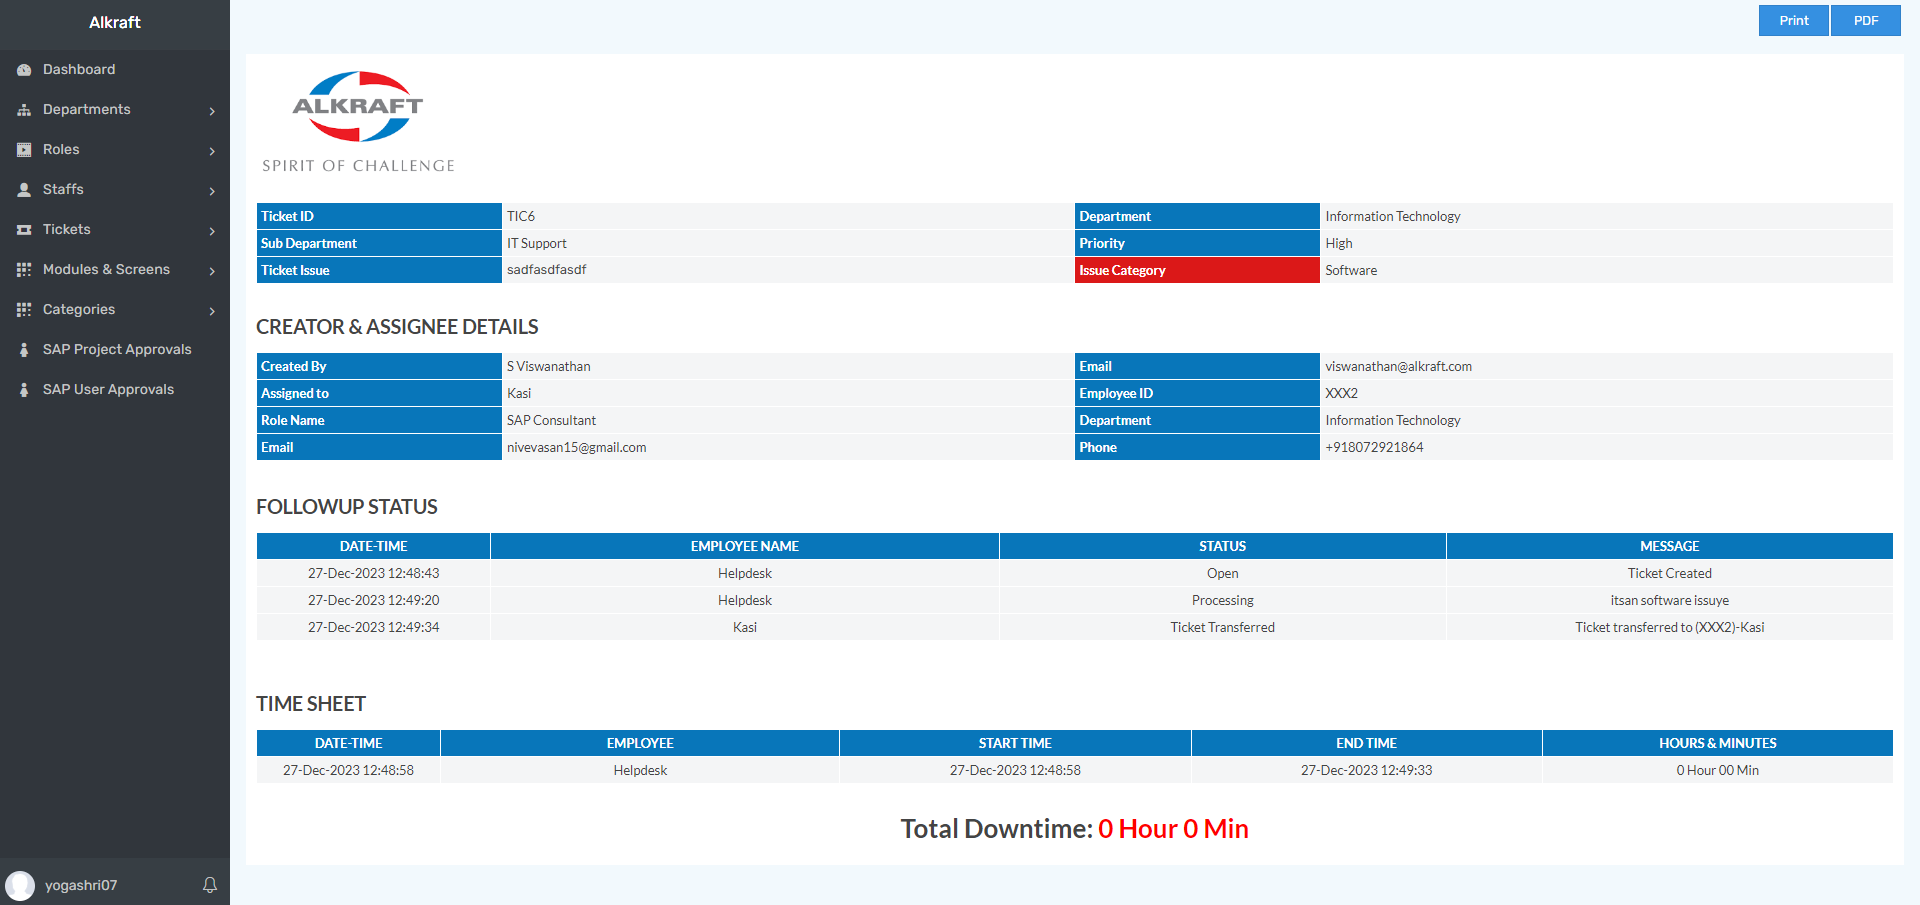 Alkraft
Dashboard
Departments
Roles
Staffs
Tickets
Modules & Screens
Categories
SAP Project Approvals
SAP User Approvals
yogashri07
Print PDF
ALKRAFT
SPIRIT OF CHALLENGE
Ticket ID TIC6 Department Information Technology
Sub Department IT Support Priority High
Ticket Issue sadfasdfasdf Issue Category Software
CREATOR & ASSIGNEE DETAILS
Created By S Viswanathan Email viswanathan@alkraft.com
Assigned to Kasi Employee ID XXX2
Role Name SAP Consultant Department Information Technology
Email nivevasan15@gmail.com Phone +918072921864
FOLLOWUP STATUS
DATE-TIME EMPLOYEE NAME STATUS MESSAGE
27-Dec-2023 12:48:43 Helpdesk Open Ticket Created
27-Dec-2023 12:49:20 Helpdesk Processing itsan software issuye
27-Dec-2023 12:49:34 Kasi Ticket Transferred Ticket transferred to (XXX2)-Kasi
TIME SHEET
DATE-TIME EMPLOYEE START TIME END TIME HOURS & MINUTES
27-Dec-2023 12:48:58 Helpdesk 27-Dec-2023 12:48:58 27-Dec-2023 12:49:33 0 Hour 00 Min
Total Downtime: 0 Hour 0 Min